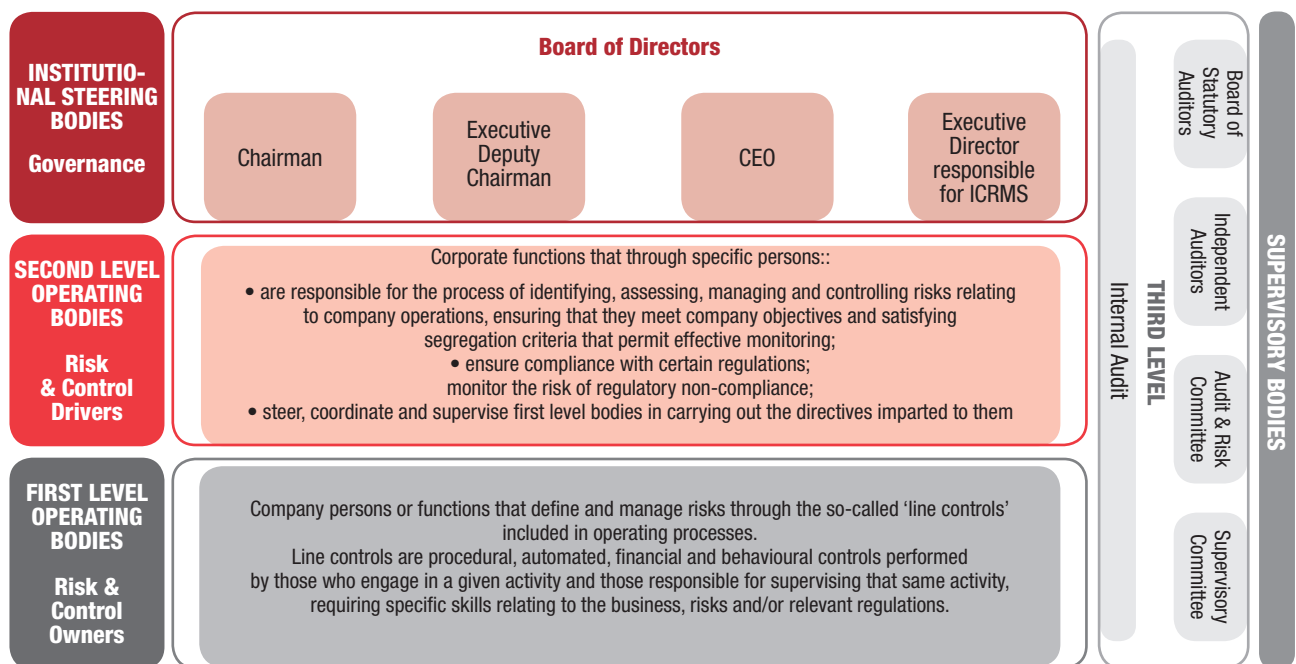 INSTITUTIO-
NAL STEERING
BODIES
Governance
Board of Directors
Chairman
Executive
Deputy
Chairman
CEO
Executive
Director
responsible
for ICRMS
SECOND LEVEL
OPERATING
BODIES
Risk
& Control
Drivers
Corporate functions that through specific persons::
• are responsible for the process of identifying, assessing, managing and controlling risks relating
to company operations, ensuring that they meet company objectives and satisfying
segregation criteria that permit effective monitoring;
• ensure compliance with certain regulations;
monitor the risk of regulatory non-compliance;
• steer, coordinate and supervise first level bodies in carrying out the directives imparted to them
FIRST LEVEL
OPERATING
BODIES
Risk &
Control
Owners
Company persons or functions that define and manage risks through the so-called ‘line controls’
included in operating processes.
Line controls are procedural, automated, financial and behavioural controls performed
by those who engage in a given activity and those responsible for supervising that same activity,
requiring specific skills relating to the business, risks and/or relevant regulations.
Internal Audit
THIRD LEVEL
Board of
Statutory
Auditors
Independent
Auditors
Audit & Risk
Committee
Supervisory
Committee
SUPERVISORY BODIES